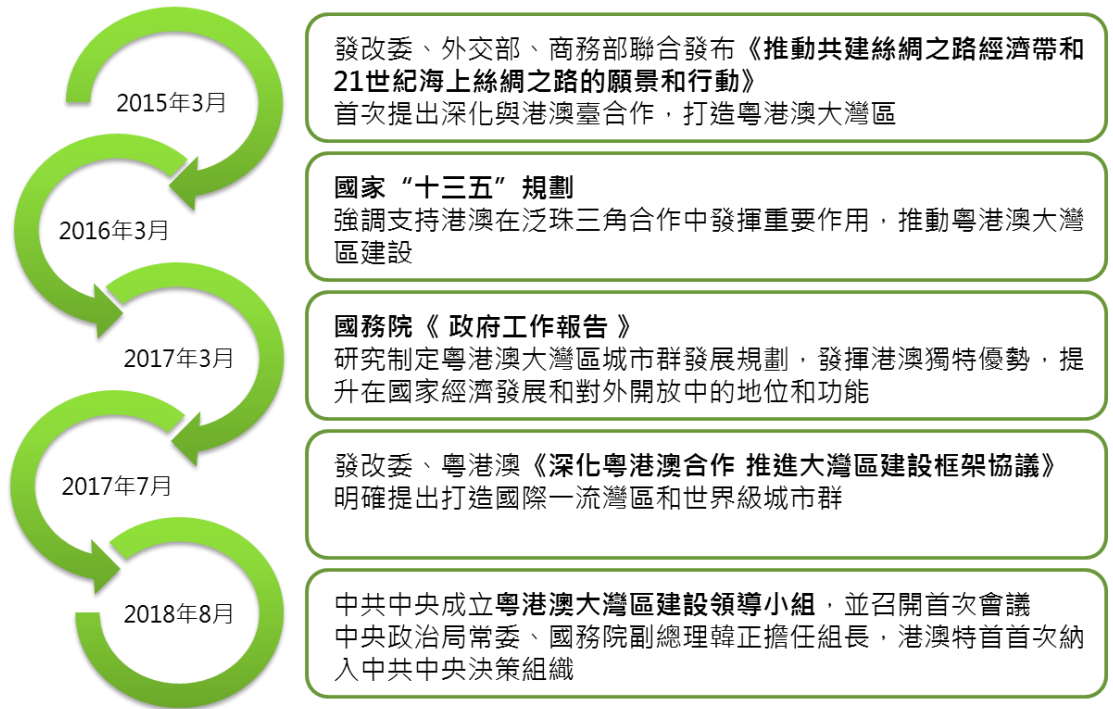 2015年3月
發改委、外交部、商務部聯合發布《推動共建絲綢之路經濟帶和
21世紀海上絲綢之路的願景和行動》
首次提出深化與港澳臺合作，打造粵港澳大灣區
2016年3月
國家“十三五”規劃
強調支持港澳在泛珠三角合作中發揮重要作用，推動粵港澳大灣
區建設
2017年3月
國務院《 政府工作報告 》
研究制定粵港澳大灣區城市群發展規劃，發揮港澳獨特優勢，提
升在國家經濟發展和對外開放中的地位和功能
2017年7月
發改委、粵港澳《深化粵港澳合作 推進大灣區建設框架協議》
明確提出打造國際一流灣區和世界級城市群
2018年8月
中共中央成立粵港澳大灣區建設領導小組，並召開首次會議
中央政治局常委、國務院副總理韓正擔任組長，港澳特首首次納
入中共中央決策組織